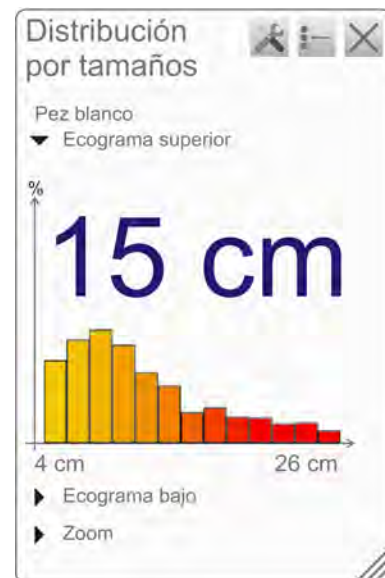 Distribución
por tamaños
Pez blanco
Ecograma superior
%
15 cm
4 cm 26 cm
Ecograma bajo
Zoom